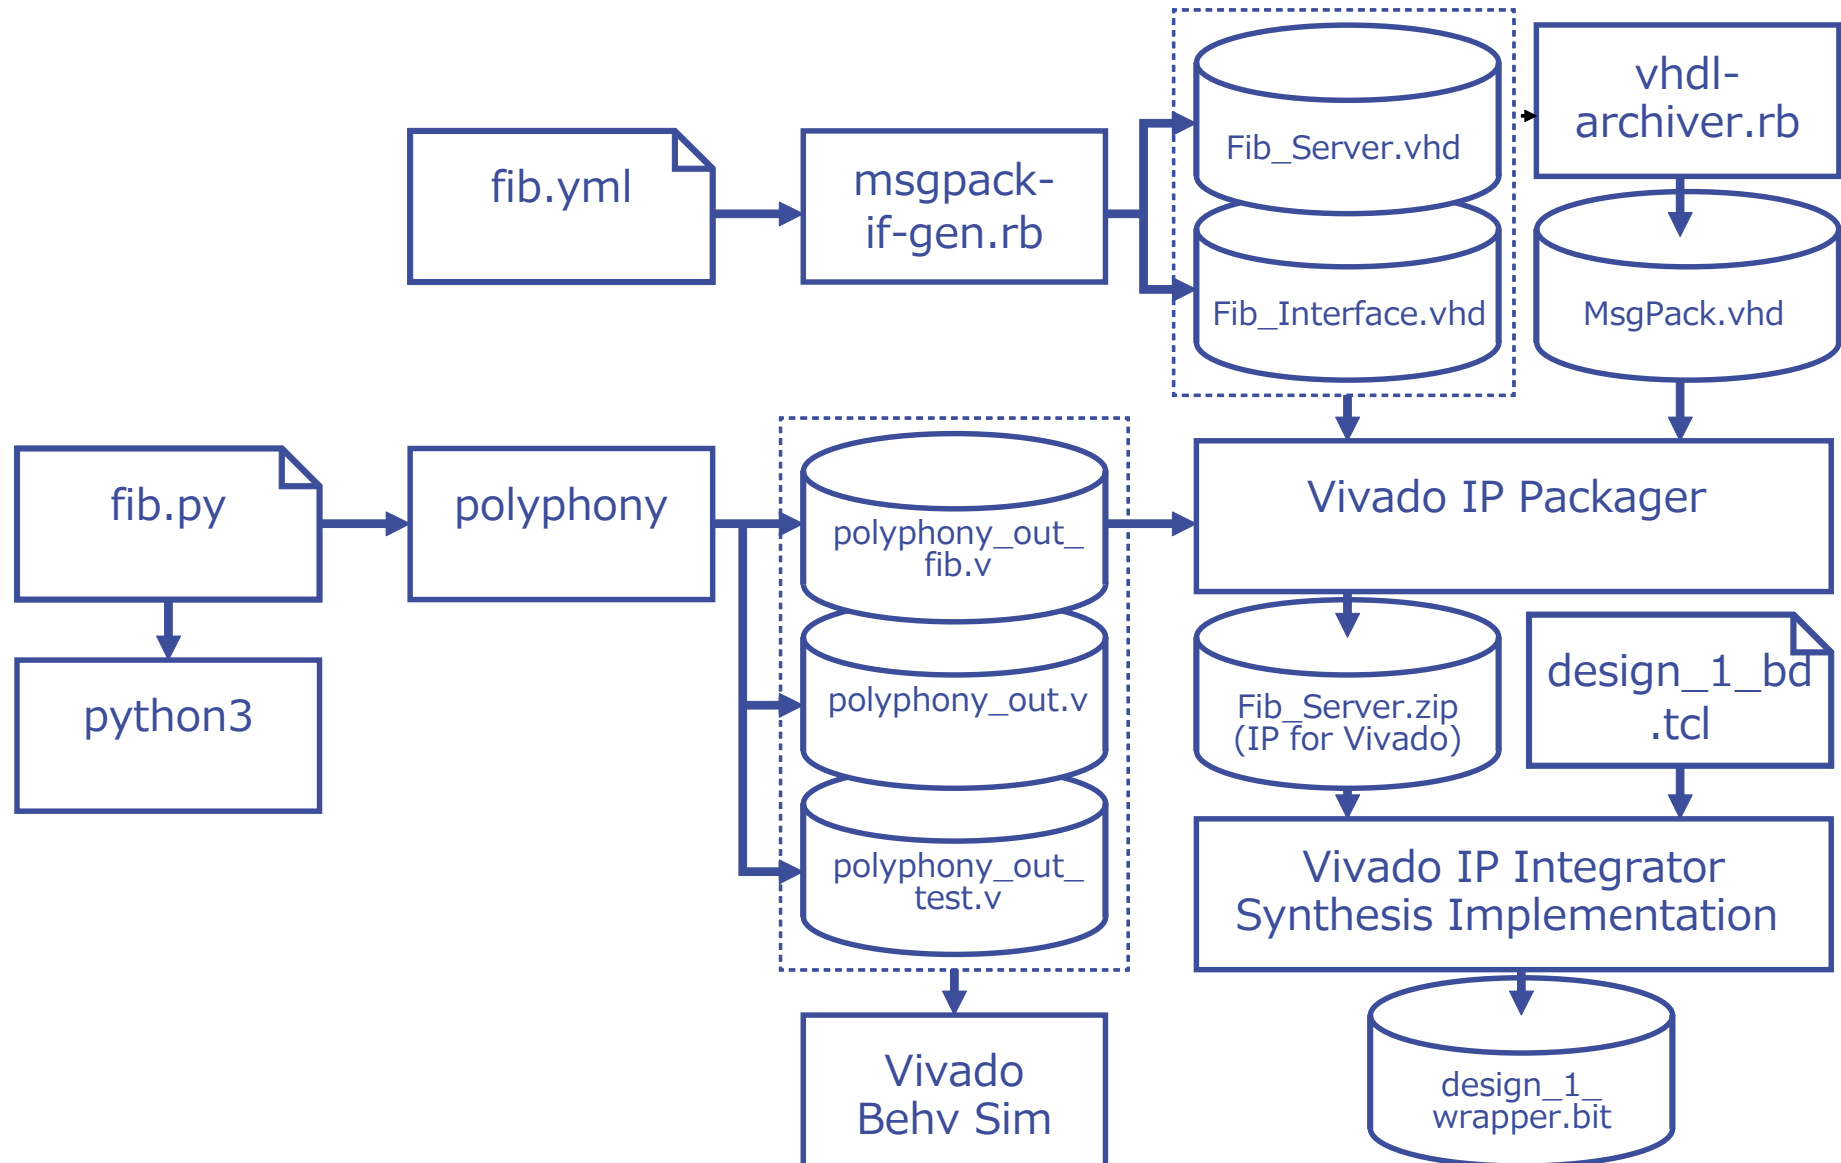 vhdl-
archiver.rb
fib.yml
msgpack-
if-gen.rb
Fib_Server.vhd
Fib_Interface.vhd
MsgPack.vhd
fib.py
polyphony
polyphony_out_
fib.v
Vivado IP Packager
python3
polyphony_out.v
Fib_Server.zip
(IP for Vivado)
design_1_bd
.tcl
polyphony_out_
test.v
Vivado IP Integrator
Synthesis Implementation
Vivado
Behv Sim
design_1_
wrapper.bit